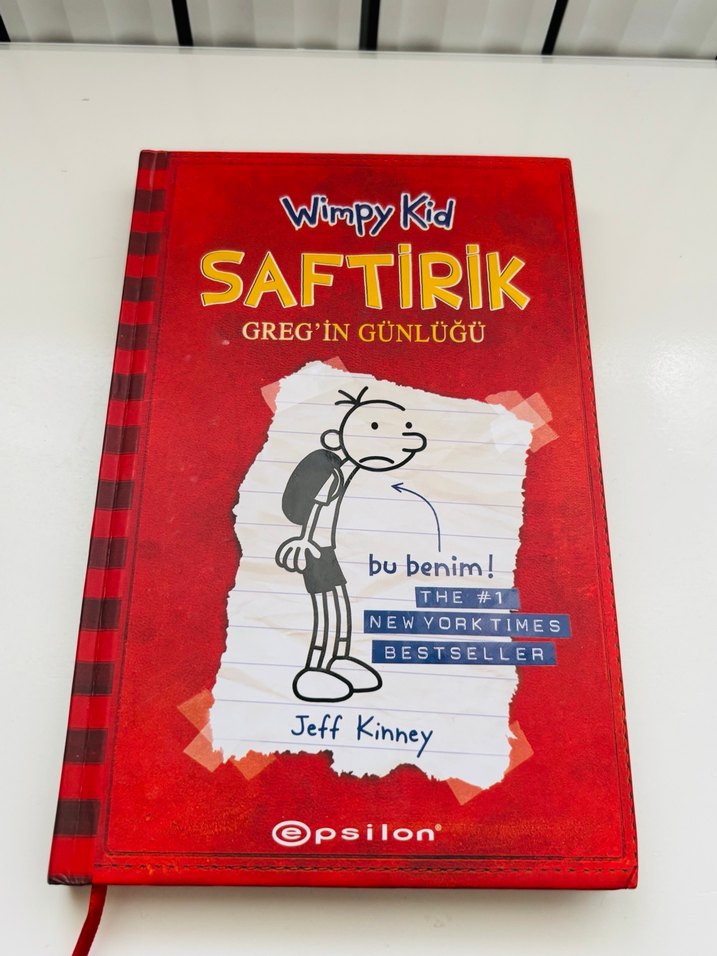 Wimpy Kid
SAFTİRİK
GREG'İN GÜNLÜĞÜ
bu benim!
THE #1
NEW YORK TIMES
BESTSELLER
Jeff Kinney
epsilon®